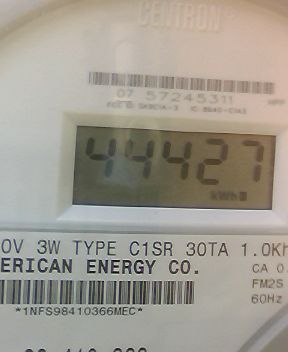 CENTRON
07 57245311
44427
kWh
0V 3W TYPE C1SR 30TA 1.0Kh
ERICAN ENERGY CO.
CA 0.
FM2S
60Hz
*1NFS98410366MEC*